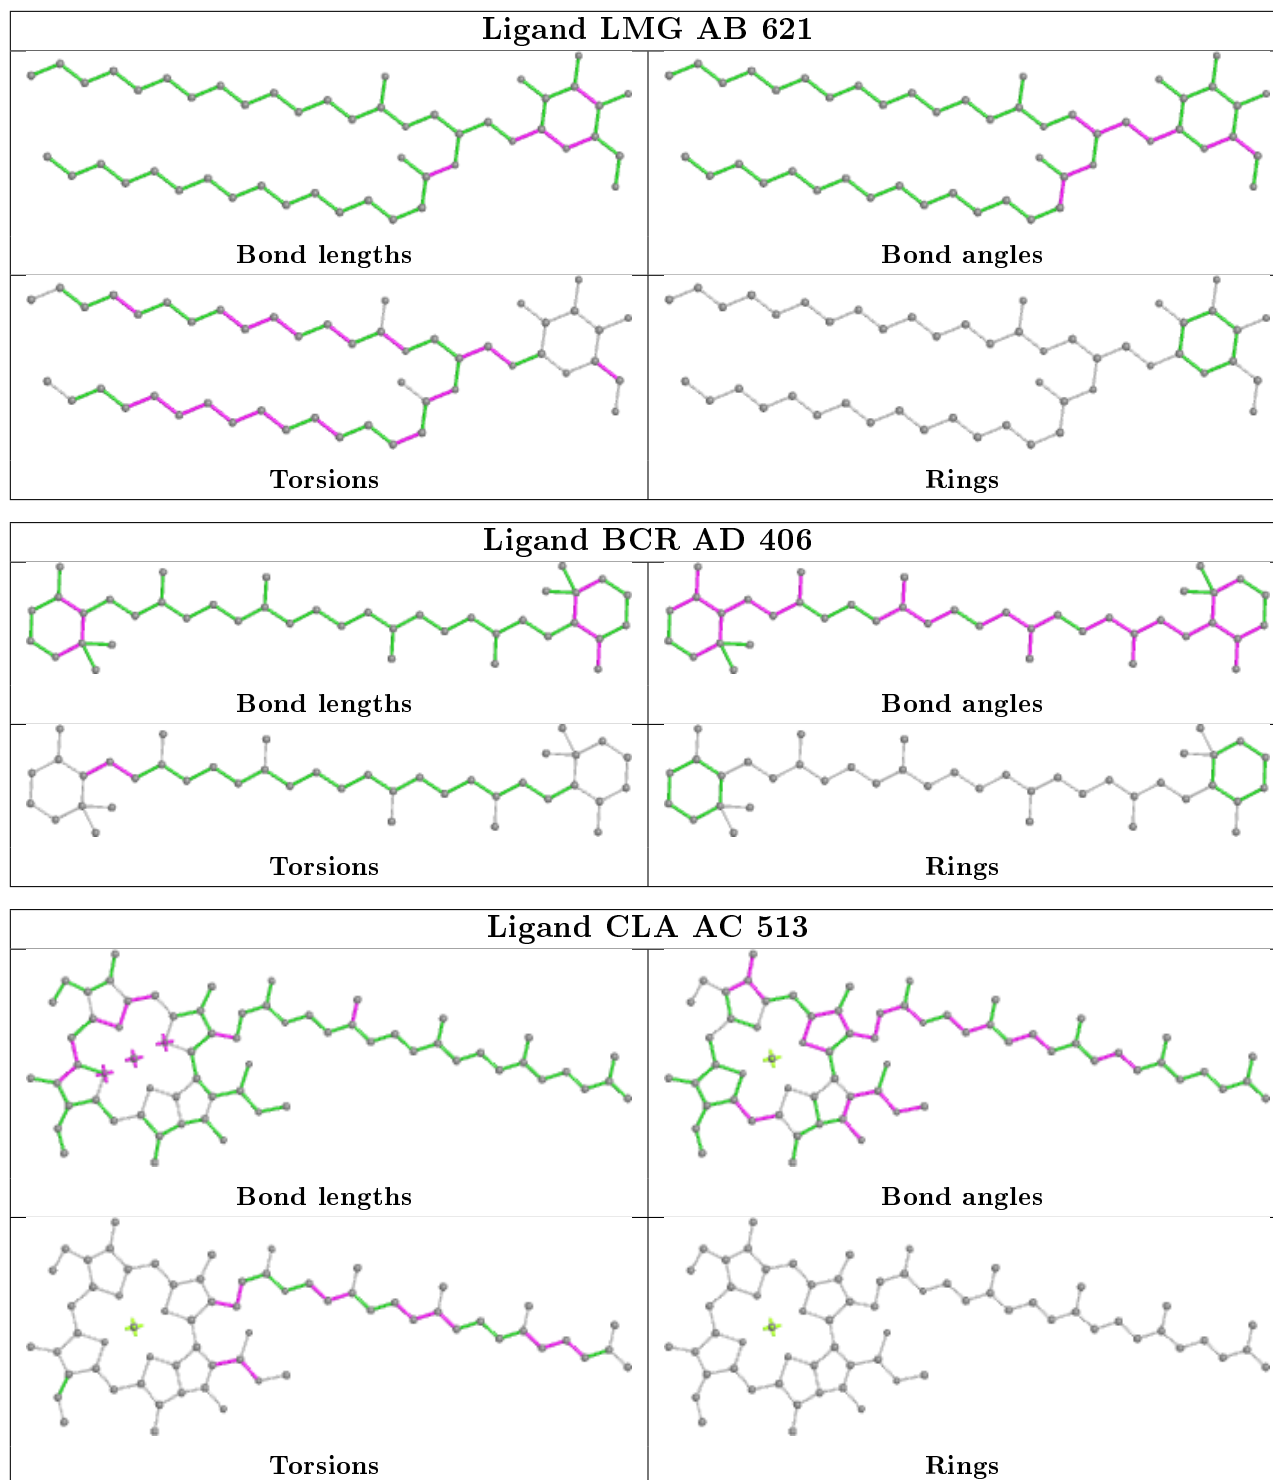 Ligand LMG AB 621
Bond lengths
Bond angles
Torsions
Rings
Ligand BCR AD 406
Bond lengths
Bond angles
Torsions
Rings
Ligand CLA AC 513
Bond lengths
Bond angles
Torsions
Rings